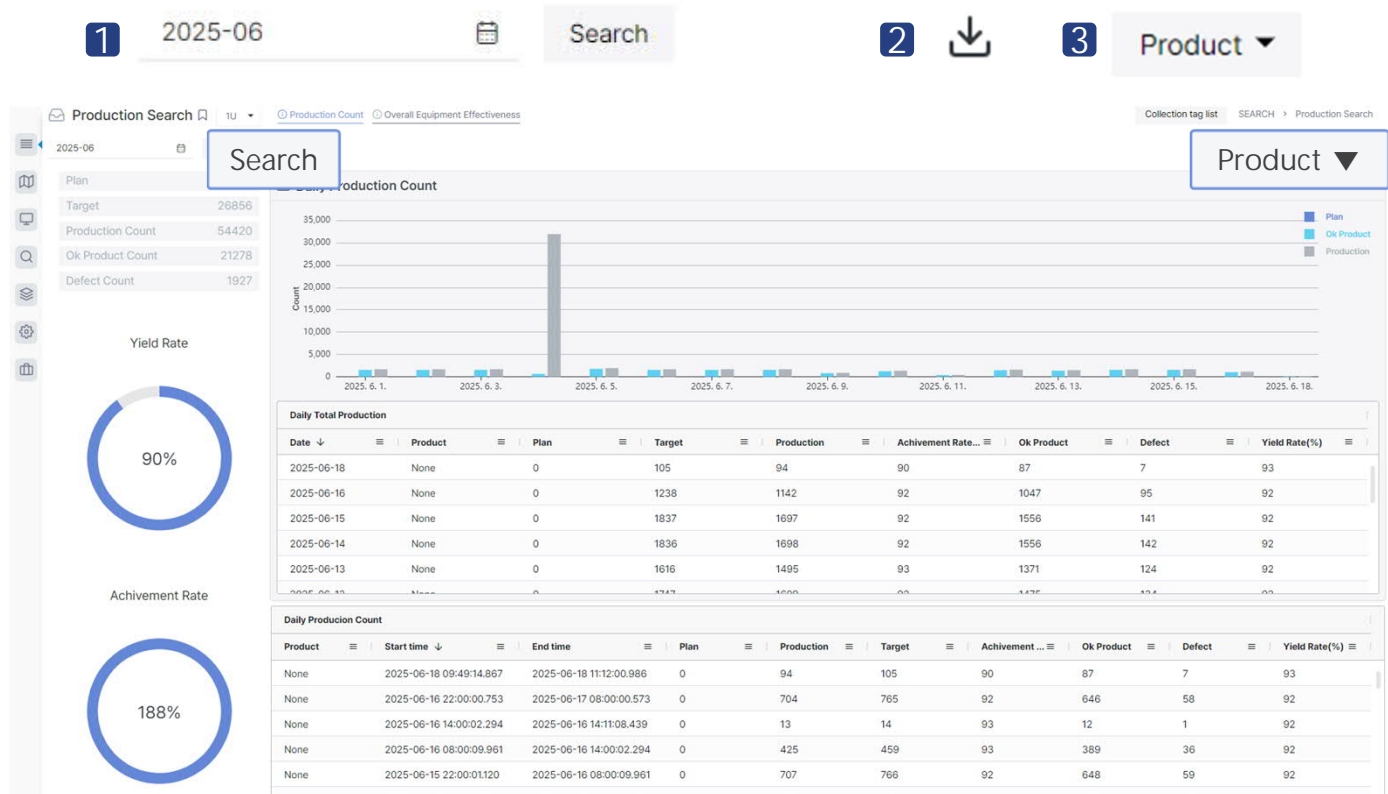 1 2025-06 Search 2 3 Product
Production Search 1U Production Count Overall Equipment Effectiveness Collection tag list SEARCH > Production Search
2025-06
Search
Product ▼
Plan
Target 26856
Production Count 54420
Ok Product Count 21278
Defect Count 1927
Yield Rate
90%
Achivement Rate
188%
Daily Production Count
Plan
Ok Product
Production
Count
35,000
30,000
25,000
20,000
15,000
10,000
5,000
0
2025. 6. 1. 2025. 6. 3. 2025. 6. 5. 2025. 6. 7. 2025. 6. 9. 2025. 6. 11. 2025. 6. 13. 2025. 6. 15. 2025. 6. 18.
Daily Total Production
Date ↓ Product Plan Target Production Achivement Rate... Ok Product Defect Yield Rate(%)
2025-06-18 None 0 105 94 90 87 7 93
2025-06-16 None 0 1238 1142 92 1047 95 92
2025-06-15 None 0 1837 1697 92 1556 141 92
2025-06-14 None 0 1836 1698 92 1556 142 92
2025-06-13 None 0 1616 1495 93 1371 124 92
Daily Producion Count
Product Start time ↓ End time Plan Production Target Achivement ... Ok Product Defect Yield Rate(%)
None 2025-06-18 09:49:14.867 2025-06-18 11:12:00.986 0 94 105 90 87 7 93
None 2025-06-16 22:00:00.753 2025-06-17 08:00:00.573 0 704 765 92 646 58 92
None 2025-06-16 14:00:02.294 2025-06-16 14:11:08.439 0 13 14 93 12 1 92
None 2025-06-16 08:00:09.961 2025-06-16 14:00:02.294 0 425 459 93 389 36 92
None 2025-06-15 22:00:01.120 2025-06-16 08:00:09.961 0 707 766 92 648 59 92